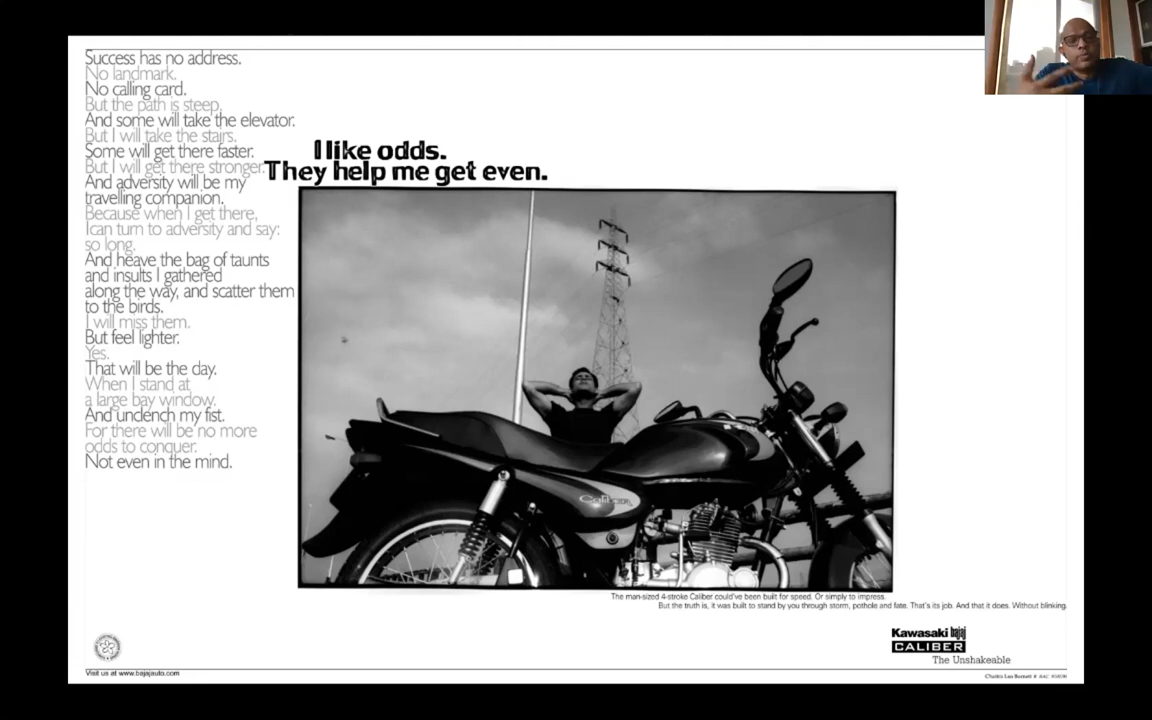 Success has no address.
No landmark.
No calling card.
But the path is steep.
And some will take the elevator.
But I will take the stairs.
Some will get there faster.
But I will get there stronger.
And adversity will be my
travelling companion.
Because when I get there,
I can turn to adversity and say:
so long.
And heave the bag of taunts
and insults I gathered
along the way, and scatter them
to the birds.
I will miss them.
But feel lighter.
Yes.
That will be the day.
When I stand at
a large bay window.
And unclench my fist.
For there will be no more
odds to conquer.
Not even in the mind.
I like odds.
They help me get even.
Caliber
The man-sized 4-stroke Caliber could've been built for speed. Or simply to impress.
But the truth is, it was built to stand by you through storm, pothole and fate. That's its job. And that it does. Without blinking.
Kawasaki bajaj
CALIBER
The Unshakeable
Visit us at www.bajajauto.com
Chaitra Leo Burnett